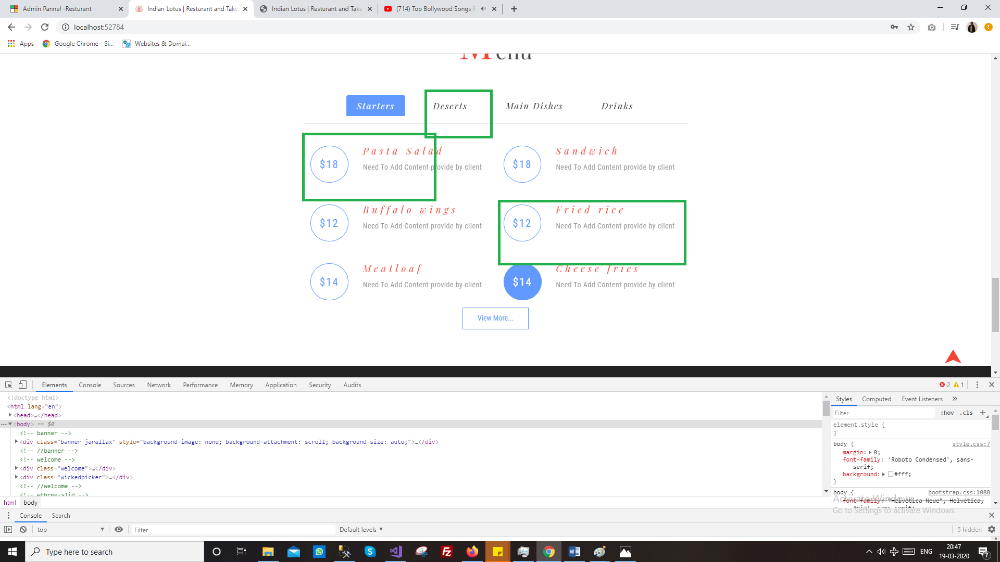 Admin Pannel -Resturant
Indian Lotus | Resturant and Take
Indian Lotus | Resturant and Take
(714) Top Bollywood Songs
localhost:52784
Apps
Google Chrome - Si...
Websites & Domai...
Menu
Starters
Deserts
Main Dishes
Drinks
$18
Pasta Salad
Need To Add Content provide by client
$18
Sandwich
Need To Add Content provide by client
$12
Buffalo wings
Need To Add Content provide by client
$12
Fried rice
Need To Add Content provide by client
$14
Meatloaf
Need To Add Content provide by client
$14
Cheese fries
Need To Add Content provide by client
View More...
Elements
Console
Sources
Network
Performance
Memory
Application
Security
Audits
2
1
<!doctype html>
<html lang="en">
<head>…</head>
<body> == $0
<!-- banner -->
<div class="banner jarallax" style="background-image: none; background-attachment: scroll; background-size: auto;">…</div>
<!-- //banner -->
<!-- welcome -->
<div class="welcome">…</div>
<div class="wickedpicker">…</div>
<!-- //welcome -->
<!-- wthree-slid -->
html
body
Styles
Computed
Event Listeners
Filter
:hov
.cls
element.style {
}
body {
style.css:7
margin: 0;
font-family: 'Roboto Condensed', sans-
serif;
background: #fff;
}
body {
bootstrap.css:1088
font-family: "Helvetica Neue", Helvetica,
Arial, sans-serif;
Activate Windows
Go to Settings to activate Windows.
Console
Search
top
Filter
Default levels
5 hidden
Type here to search
ENG
20:47
19-03-2020
7